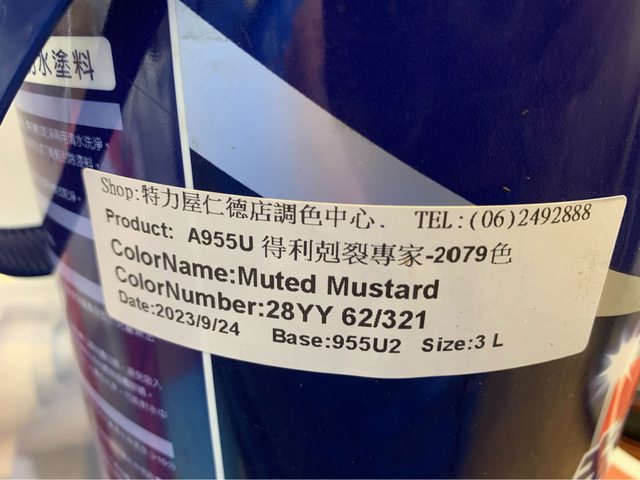 水塗料
Shop:特力屋仁德店調色中心. TEL:(06)2492888
Product: A955U 得利剋裂專家-2079色
ColorName:Muted Mustard
ColorNumber:28YY 62/321
Date:2023/9/24 Base:955U2 Size:3 L